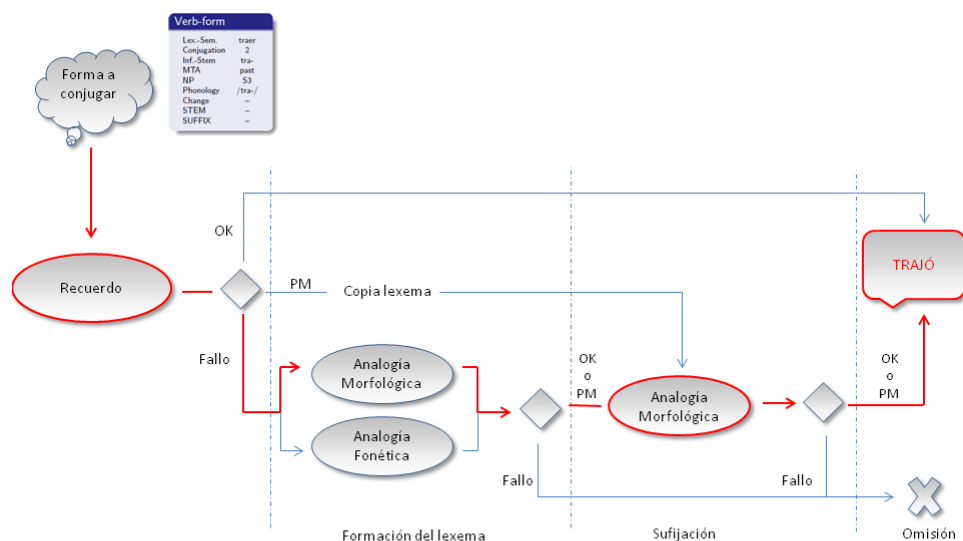 Verb-form
Lex.-Sem. traer
Conjugation 2
Inf.-Stem tra-
MTA past
NP S3
Phonology /tra-/
Change –
STEM –
SUFFIX –
Forma a
conjugar
OK
TRAJÓ
Recuerdo
PM
Copia lexema
Fallo
Analogía
Morfológica
Analogía
Fonética
OK
o
PM
Analogía
Morfológica
OK
o
PM
Fallo
Fallo
Formación del lexema
Sufijación
Omisión